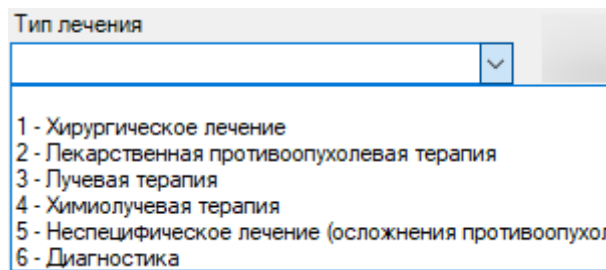 Тип лечения
1 - Хирургическое лечение
2 - Лекарственная противоопухолевая терапия
3 - Лучевая терапия
4 - Химиолучевая терапия
5 - Неспецифическое лечение (осложнения
6 - Диагностика